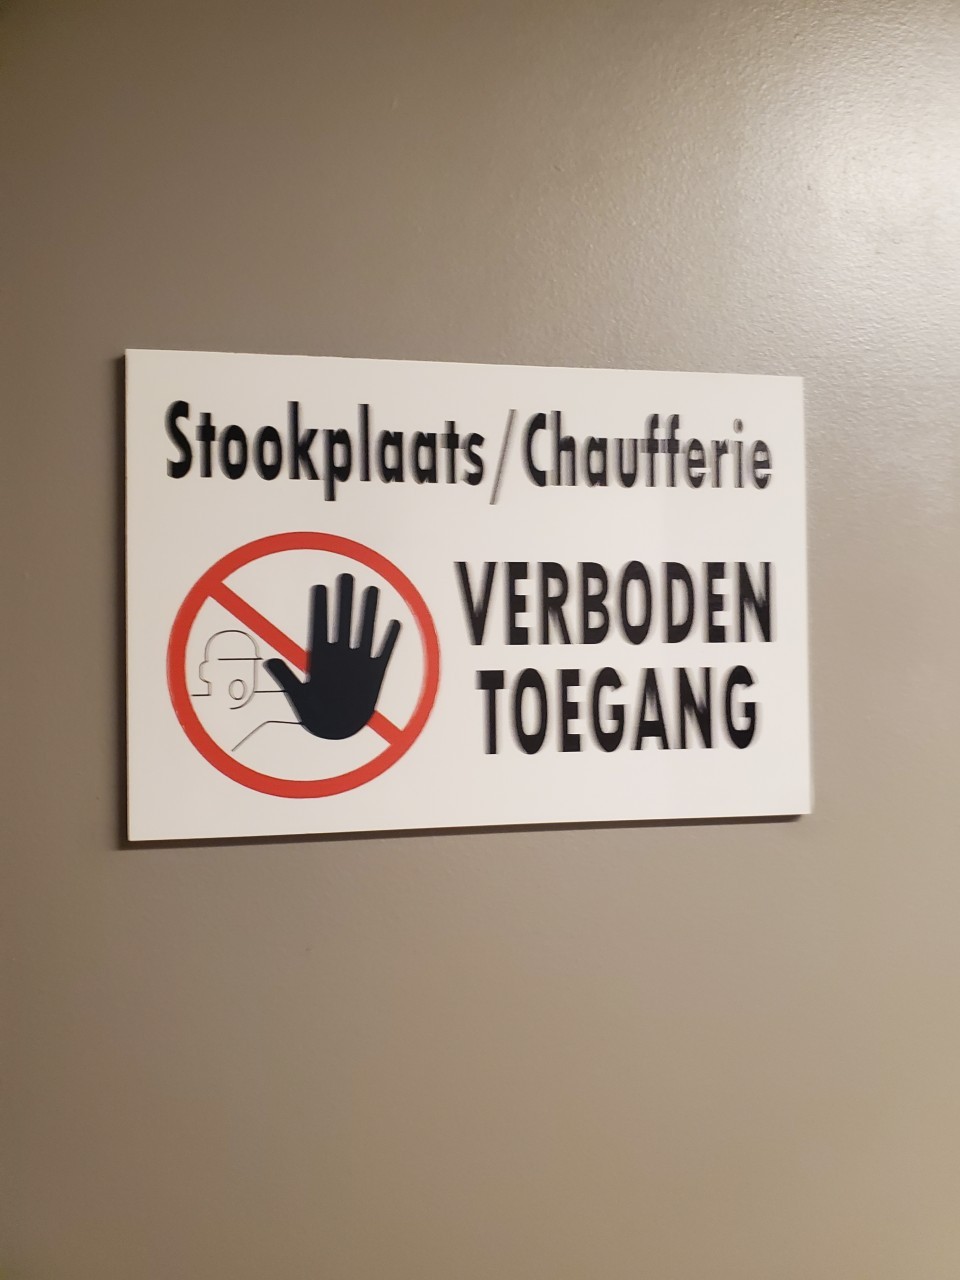 Stookplaats/Chaufferie
VERBODEN
TOEGANG